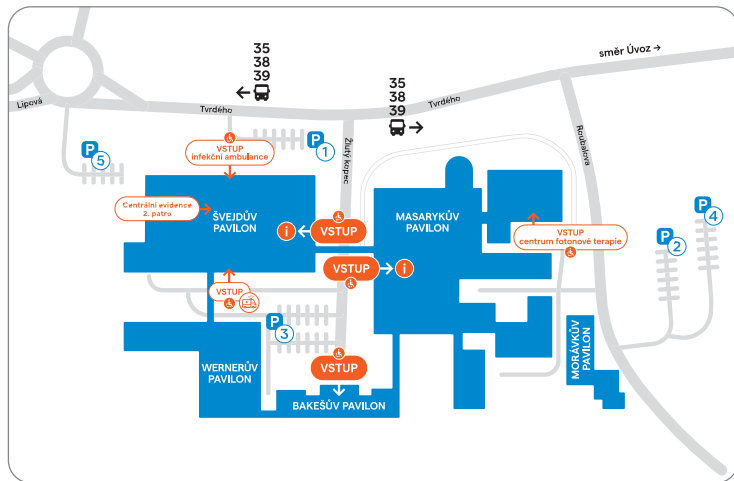 směr Úvoz →
35
38
39
←
Tvrdého
35
38
39
→
Tvrdého
Lipová
Žlutý kopec
Roubalova
P
5
P
1
VSTUP
infekční ambulance
Centrální evidence
2. patro
ŠVEJDŮV
PAVILON
i
VSTUP
MASARYKŮV
PAVILON
VSTUP
centrum fotonové terapie
P
4
P
2
VSTUP
i
VSTUP
P
3
MORÁVKŮV
PAVILON
WERNERŮV
PAVILON
VSTUP
BAKEŠŮV PAVILON